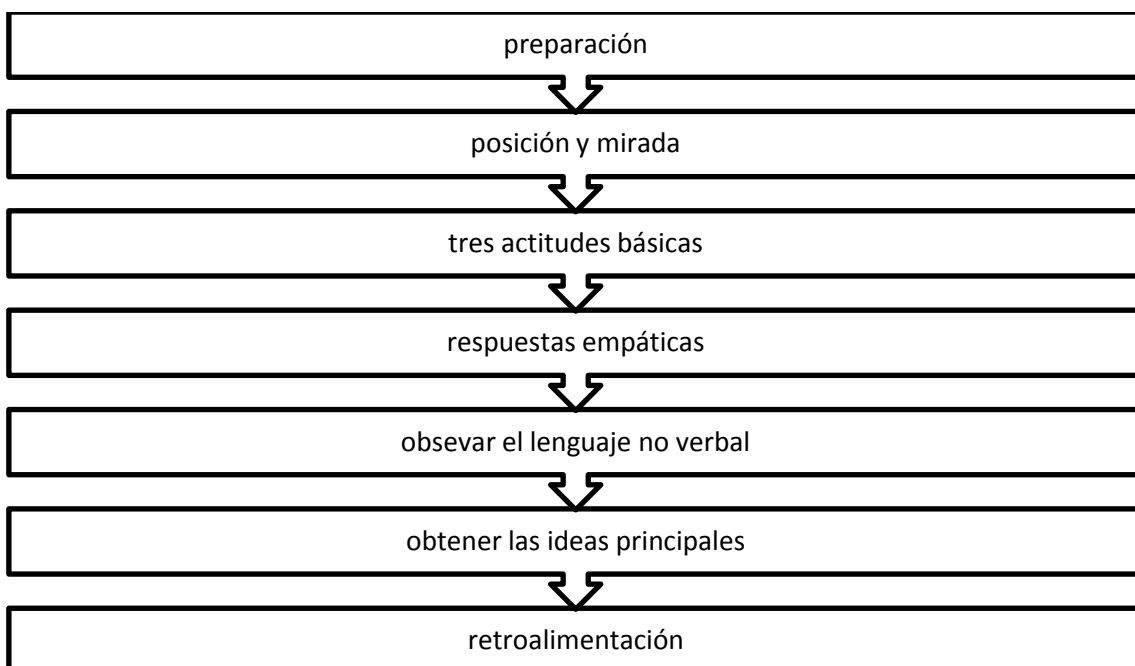 preparación
posición y mirada
tres actitudes básicas
respuestas empáticas
obsevar el lenguaje no verbal
obtener las ideas principales
retroalimentación